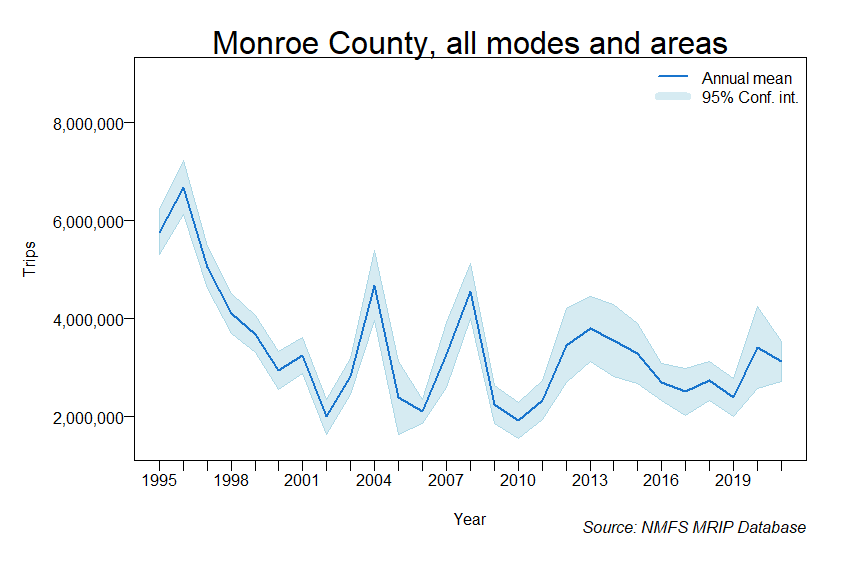 Monroe County, all modes and areas
Annual mean
95% Conf. int.
8,000,000
6,000,000
4,000,000
2,000,000
Trips
1995 1998 2001 2004 2007 2010 2013 2016 2019
Year
Source: NMFS MRIP Database